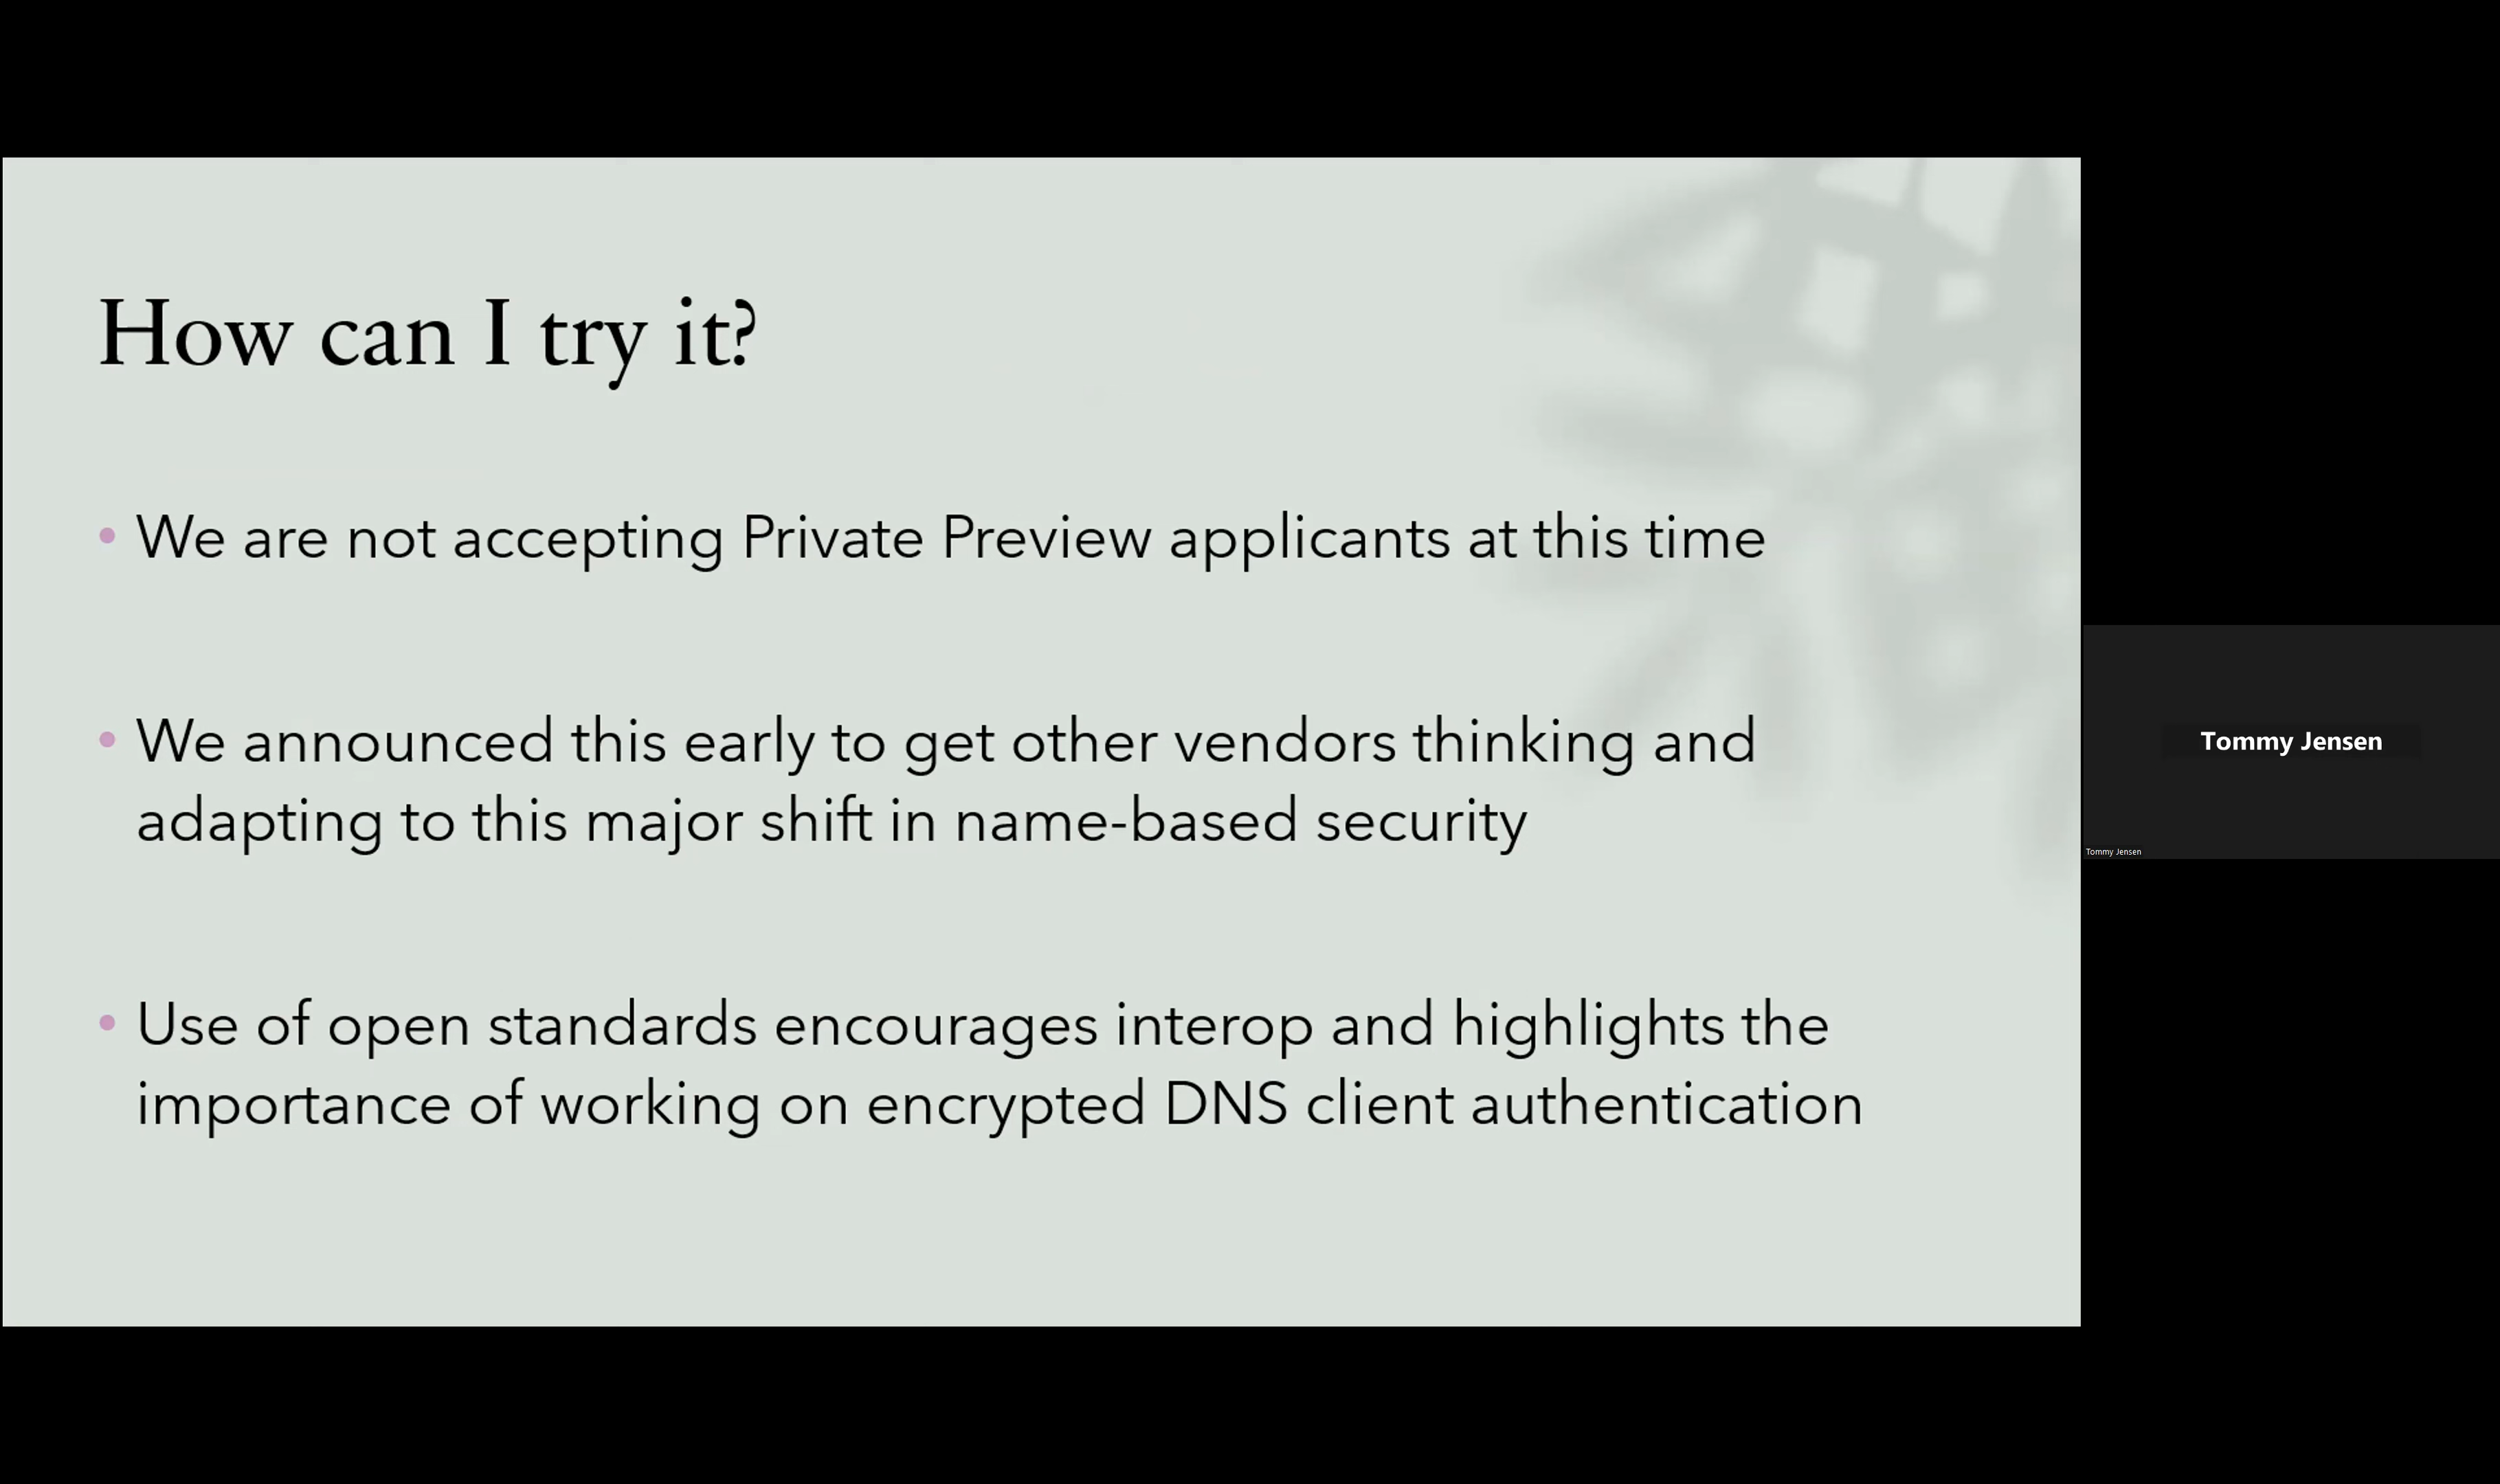 How can I try it?
• We are not accepting Private Preview applicants at this time
• We announced this early to get other vendors thinking and
adapting to this major shift in name-based security
• Use of open standards encourages interop and highlights the
importance of working on encrypted DNS client authentication
Tommy Jensen
Tommy Jensen